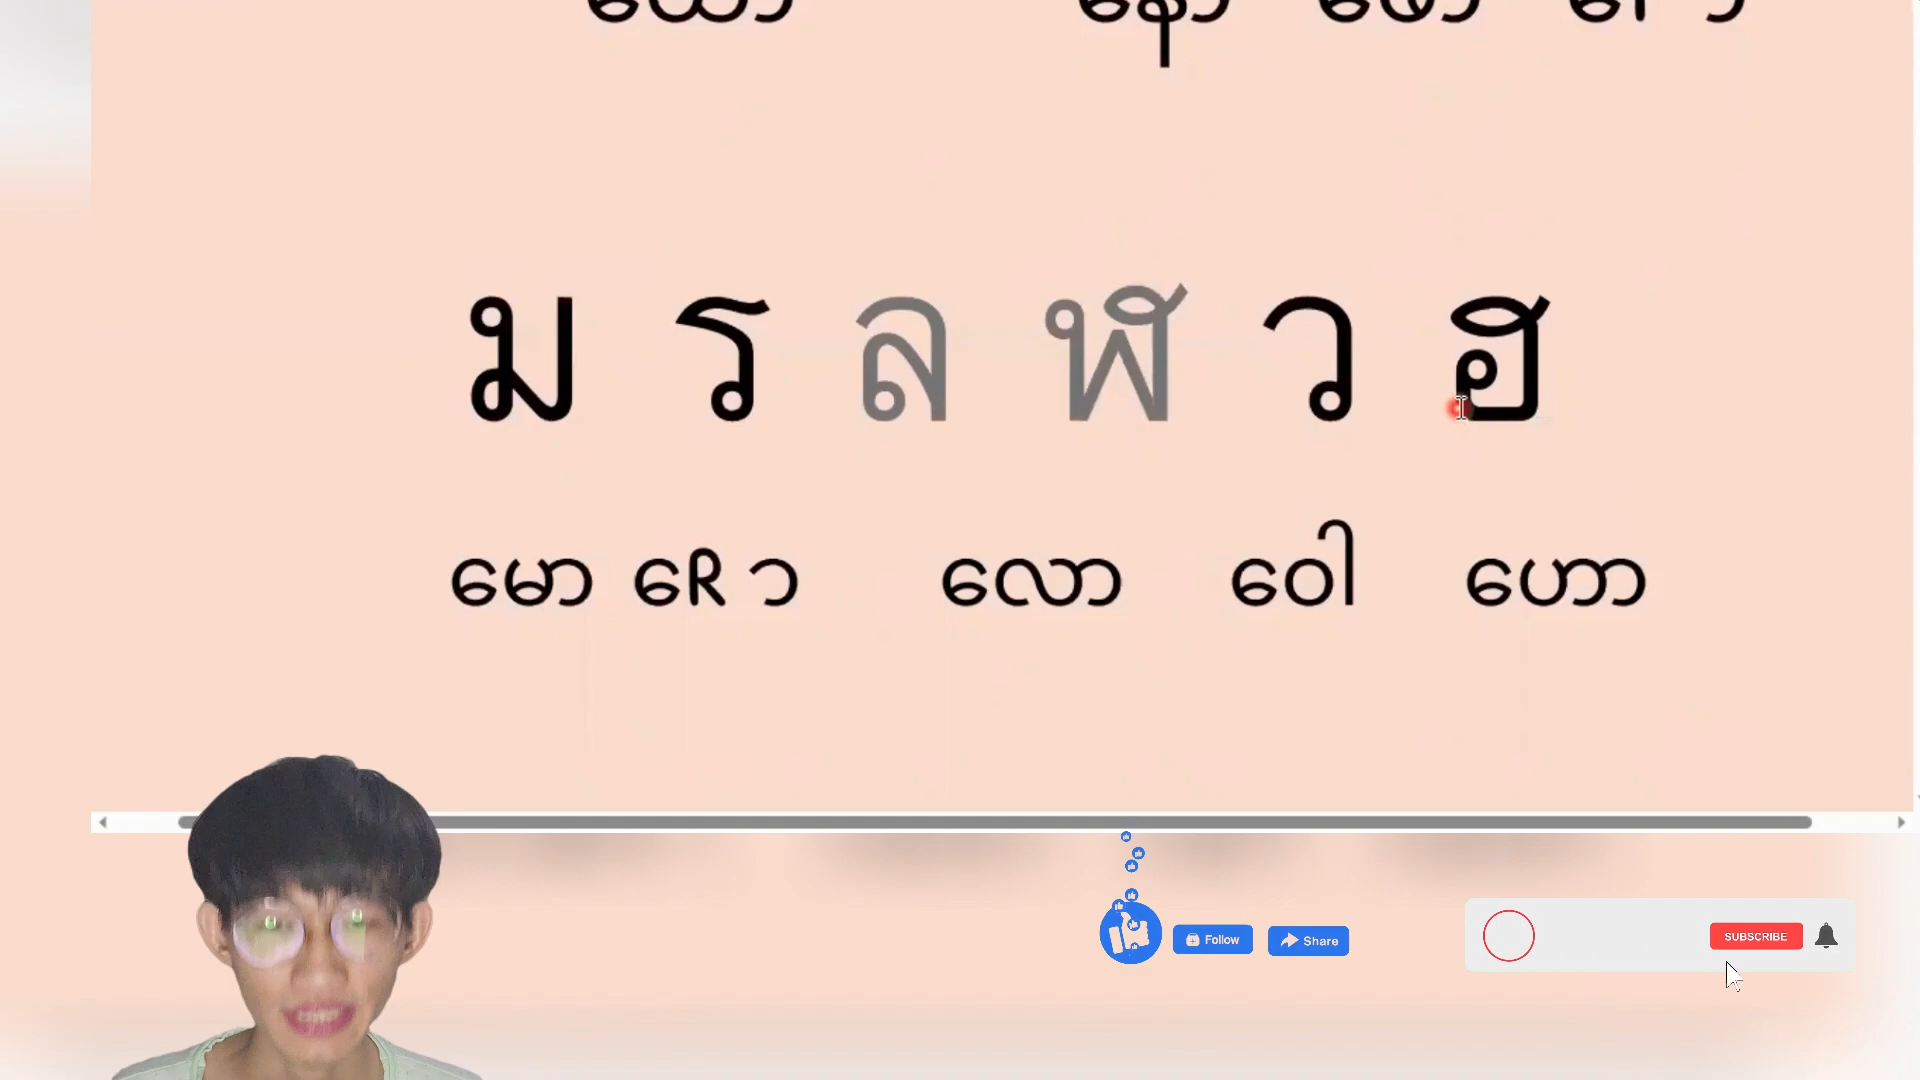 ม ร ล ฬ ว ฮ
မော ရော လော ဝေါ ဟော
Follow Share SUBSCRIBE